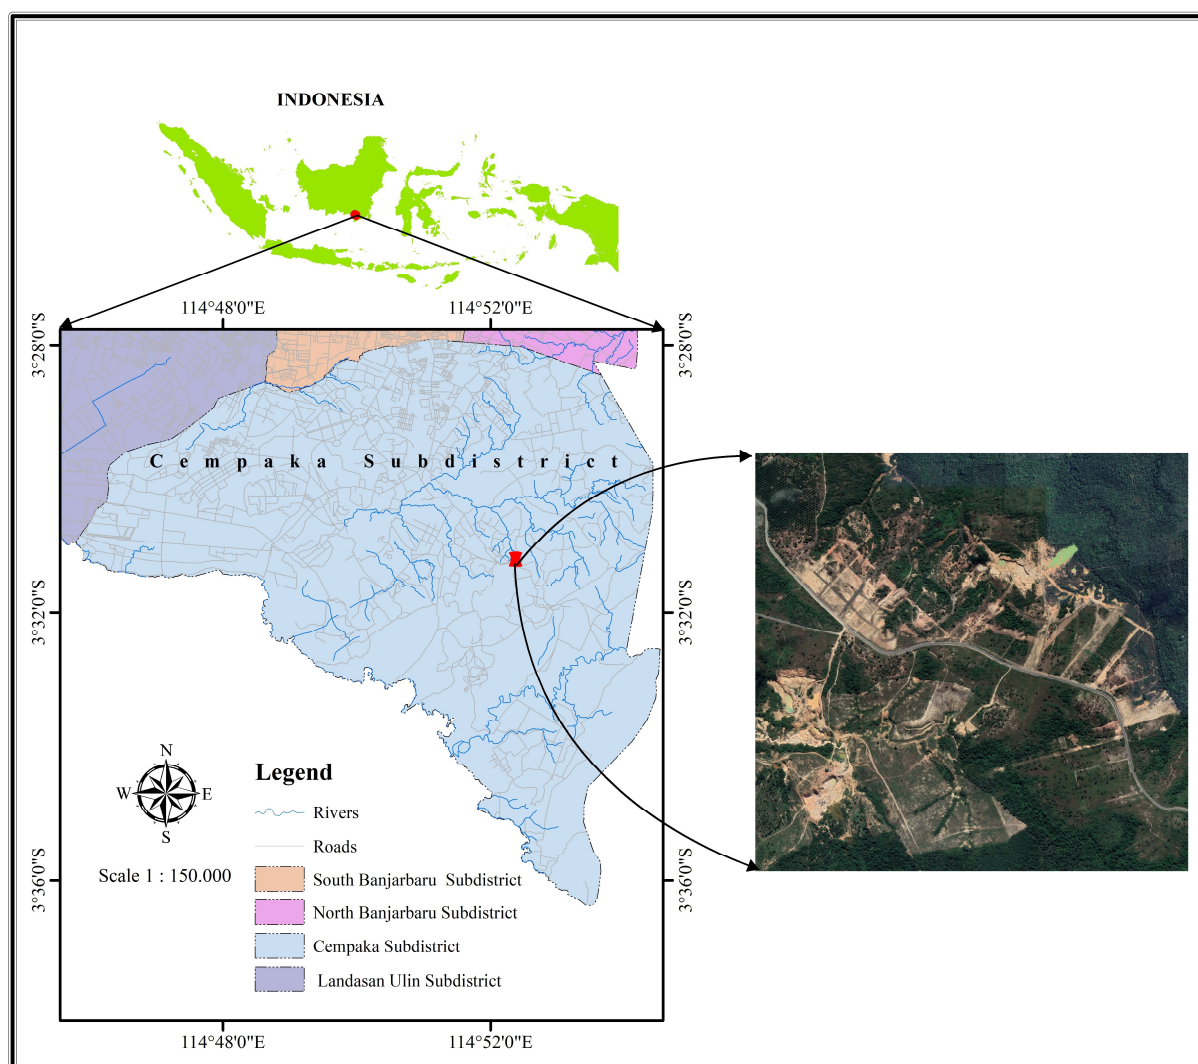 INDONESIA
114°48'0"E
114°52'0"E
3°28'0"S
3°28'0"S
Cempaka Subdistrict
3°32'0"S
3°32'0"S
N
W
E
S
Scale 1 : 150.000
Legend
Rivers
Roads
South Banjarbaru Subdistrict
North Banjarbaru Subdistrict
Cempaka Subdistrict
Landasan Ulin Subdistrict
3°36'0"S
3°36'0"S
114°48'0"E
114°52'0"E